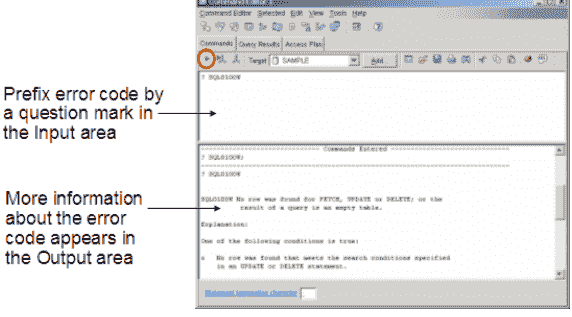 Command Editor Selected Edit View Tools Help
Commands Query Results Access Plan
Target SAMPLE Add...
? SQL0100W
Prefix error code by
a question mark in
the Input area
Commands Entered
? SQL0100W;
? SQL0100W
SQL0100W No row was found for FETCH, UPDATE or DELETE; or the
result of a query is an empty table.
Explanation:
One of the following conditions is true:
o No row was found that meets the search conditions specified
in an UPDATE or DELETE statement.
More information
about the error
code appears in
the Output area
Statement termination character